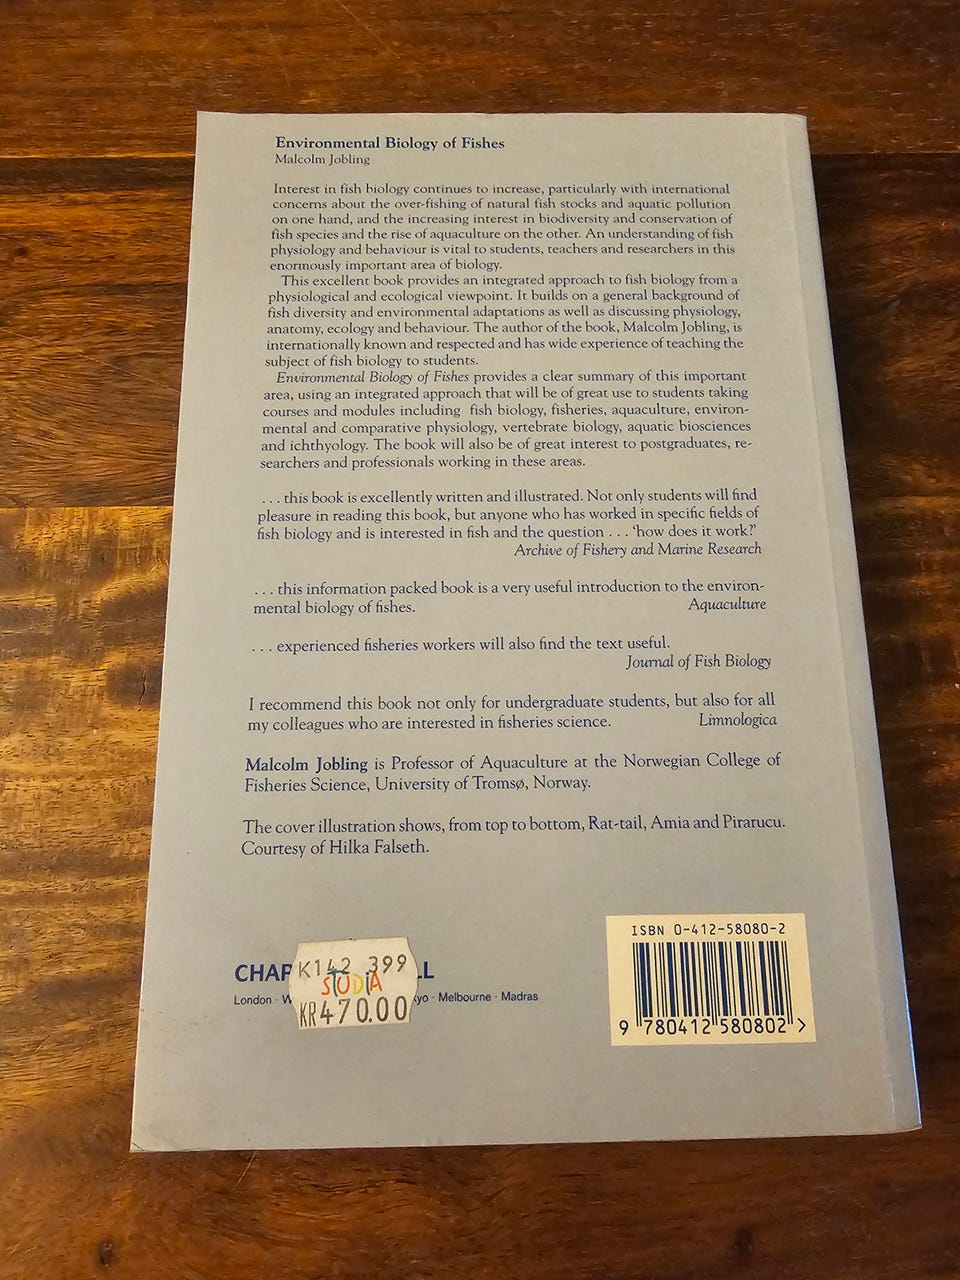 Environmental Biology of Fishes
Malcolm Jobling
Interest in fish biology continues to increase, particularly with international
concerns about the over-fishing of natural fish stocks and aquatic pollution
on one hand, and the increasing interest in biodiversity and conservation of
fish species and the rise of aquaculture on the other. An understanding of fish
physiology and behaviour is vital to students, teachers and researchers in this
enormously important area of biology.
This excellent book provides an integrated approach to fish biology from a
physiological and ecological viewpoint. It builds on a general background of
fish diversity and environmental adaptations as well as discussing physiology,
anatomy, ecology and behaviour. The author of the book, Malcolm Jobling, is
internationally known and respected and has wide experience of teaching the
subject of fish biology to students.
Environmental Biology of Fishes provides a clear summary of this important
area, using an integrated approach that will be of great use to students taking
courses and modules including fish biology, fisheries, aquaculture, environ-
mental and comparative physiology, vertebrate biology, aquatic biosciences
and ichthyology. The book will also be of great interest to postgraduates, re-
searchers and professionals working in these areas.
. . . this book is excellently written and illustrated. Not only students will find
pleasure in reading this book, but anyone who has worked in specific fields of
fish biology and is interested in fish and the question . . . 'how does it work?'
Archive of Fishery and Marine Research
. . . this information packed book is a very useful introduction to the environ-
mental biology of fishes. Aquaculture
. . . experienced fisheries workers will also find the text useful.
Journal of Fish Biology
I recommend this book not only for undergraduate students, but also for all
my colleagues who are interested in fisheries science. Limnologica
Malcolm Jobling is Professor of Aquaculture at the Norwegian College of
Fisheries Science, University of Tromsø, Norway.
The cover illustration shows, from top to bottom, Rat-tail, Amia and Pirarucu.
Courtesy of Hilka Falseth.
ISBN 0-412-58080-2
K142 399
STUDIA
KR470.00
London · Melbourne · Madras
9 780412 580802 >